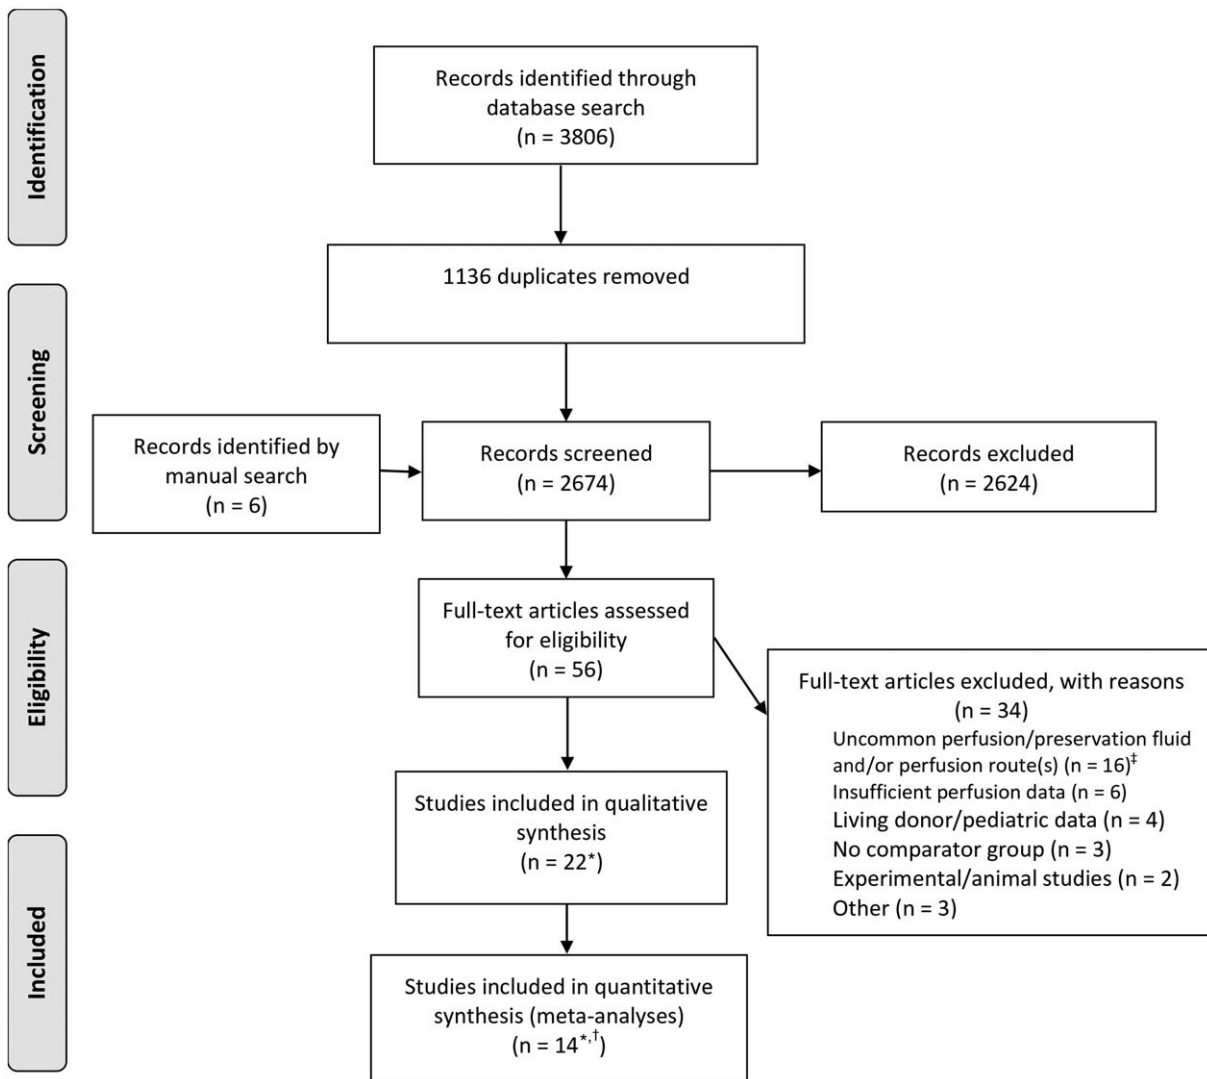 Identification
Records identified through
database search
(n = 3806)
1136 duplicates removed
Screening
Records identified by
manual search
(n = 6)
Records screened
(n = 2674)
Records excluded
(n = 2624)
Eligibility
Full-text articles assessed
for eligibility
(n = 56)
Full-text articles excluded, with reasons
(n = 34)
Uncommon perfusion/preservation fluid
and/or perfusion route(s) (n = 16)‡
Insufficient perfusion data (n = 6)
Living donor/pediatric data (n = 4)
No comparator group (n = 3)
Experimental/animal studies (n = 2)
Other (n = 3)
Studies included in qualitative
synthesis
(n = 22*)
Included
Studies included in quantitative
synthesis (meta-analyses)
(n = 14*,†)